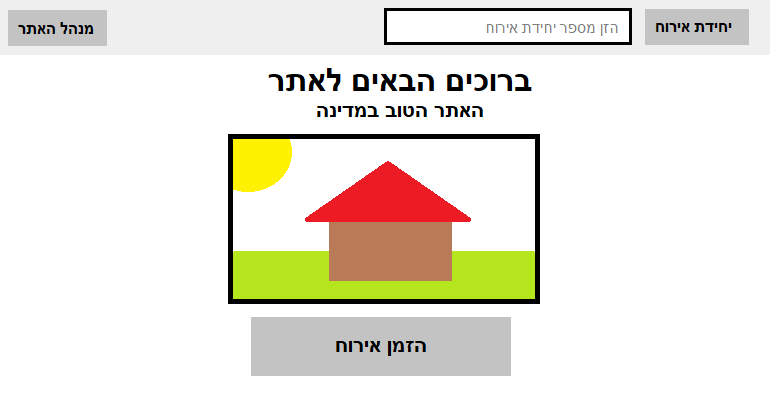 יחידת אירוח
הזן מספר יחידת אירוח
מנהל האתר
ברוכים הבאים לאתר
האתר הטוב במדינה
הזמן אירוח